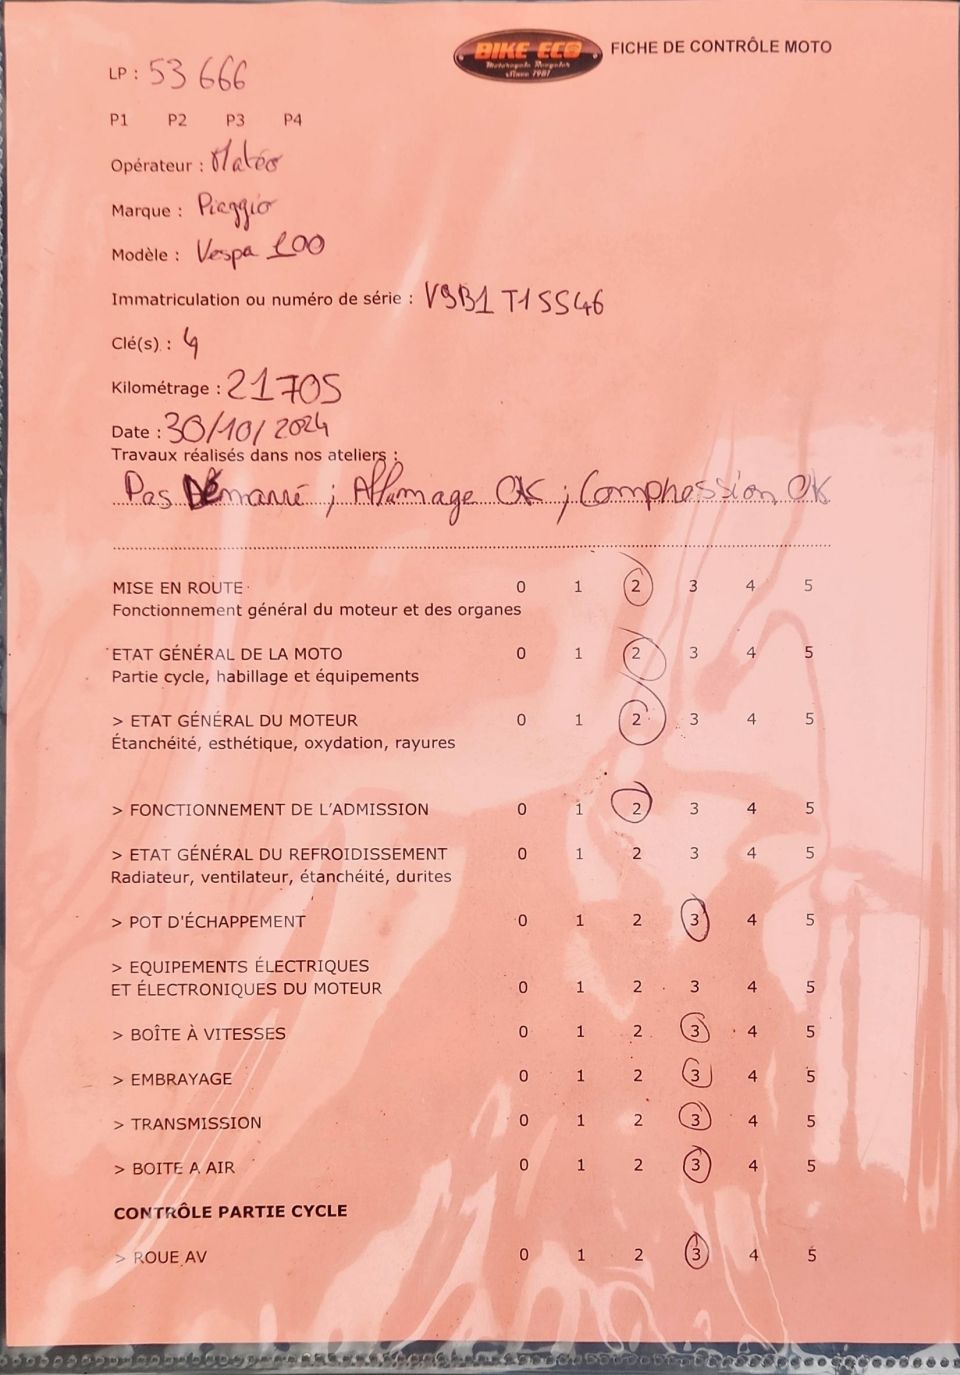 BIKE ECO
Motorcycle Recycler
Since 1987
FICHE DE CONTRÔLE MOTO
LP : 53 666
P1 P2 P3 P4
Opérateur : Matéo
Marque : Piaggio
Modèle : Vespa 100
Immatriculation ou numéro de série : V9B1 T1 5546
Clé(s) : 4
Kilométrage : 21705
Date : 30/10/2024
Travaux réalisés dans nos ateliers :
Pas Démarré ; Allumage OK ; Compression OK
MISE EN ROUTE 0 1 2 3 4 5
Fonctionnement général du moteur et des organes
ETAT GÉNÉRAL DE LA MOTO 0 1 2 3 4 5
Partie cycle, habillage et équipements
> ETAT GÉNÉRAL DU MOTEUR 0 1 2 3 4 5
Étanchéité, esthétique, oxydation, rayures
> FONCTIONNEMENT DE L'ADMISSION 0 1 2 3 4 5
> ETAT GÉNÉRAL DU REFROIDISSEMENT 0 1 2 3 4 5
Radiateur, ventilateur, étanchéité, durites
> POT D'ÉCHAPPEMENT 0 1 2 3 4 5
> EQUIPEMENTS ÉLECTRIQUES
ET ÉLECTRONIQUES DU MOTEUR 0 1 2 3 4 5
> BOÎTE À VITESSES 0 1 2 3 4 5
> EMBRAYAGE 0 1 2 3 4 5
> TRANSMISSION 0 1 2 3 4 5
> BOITE A AIR 0 1 2 3 4 5
CONTRÔLE PARTIE CYCLE
> ROUE AV 0 1 2 3 4 5